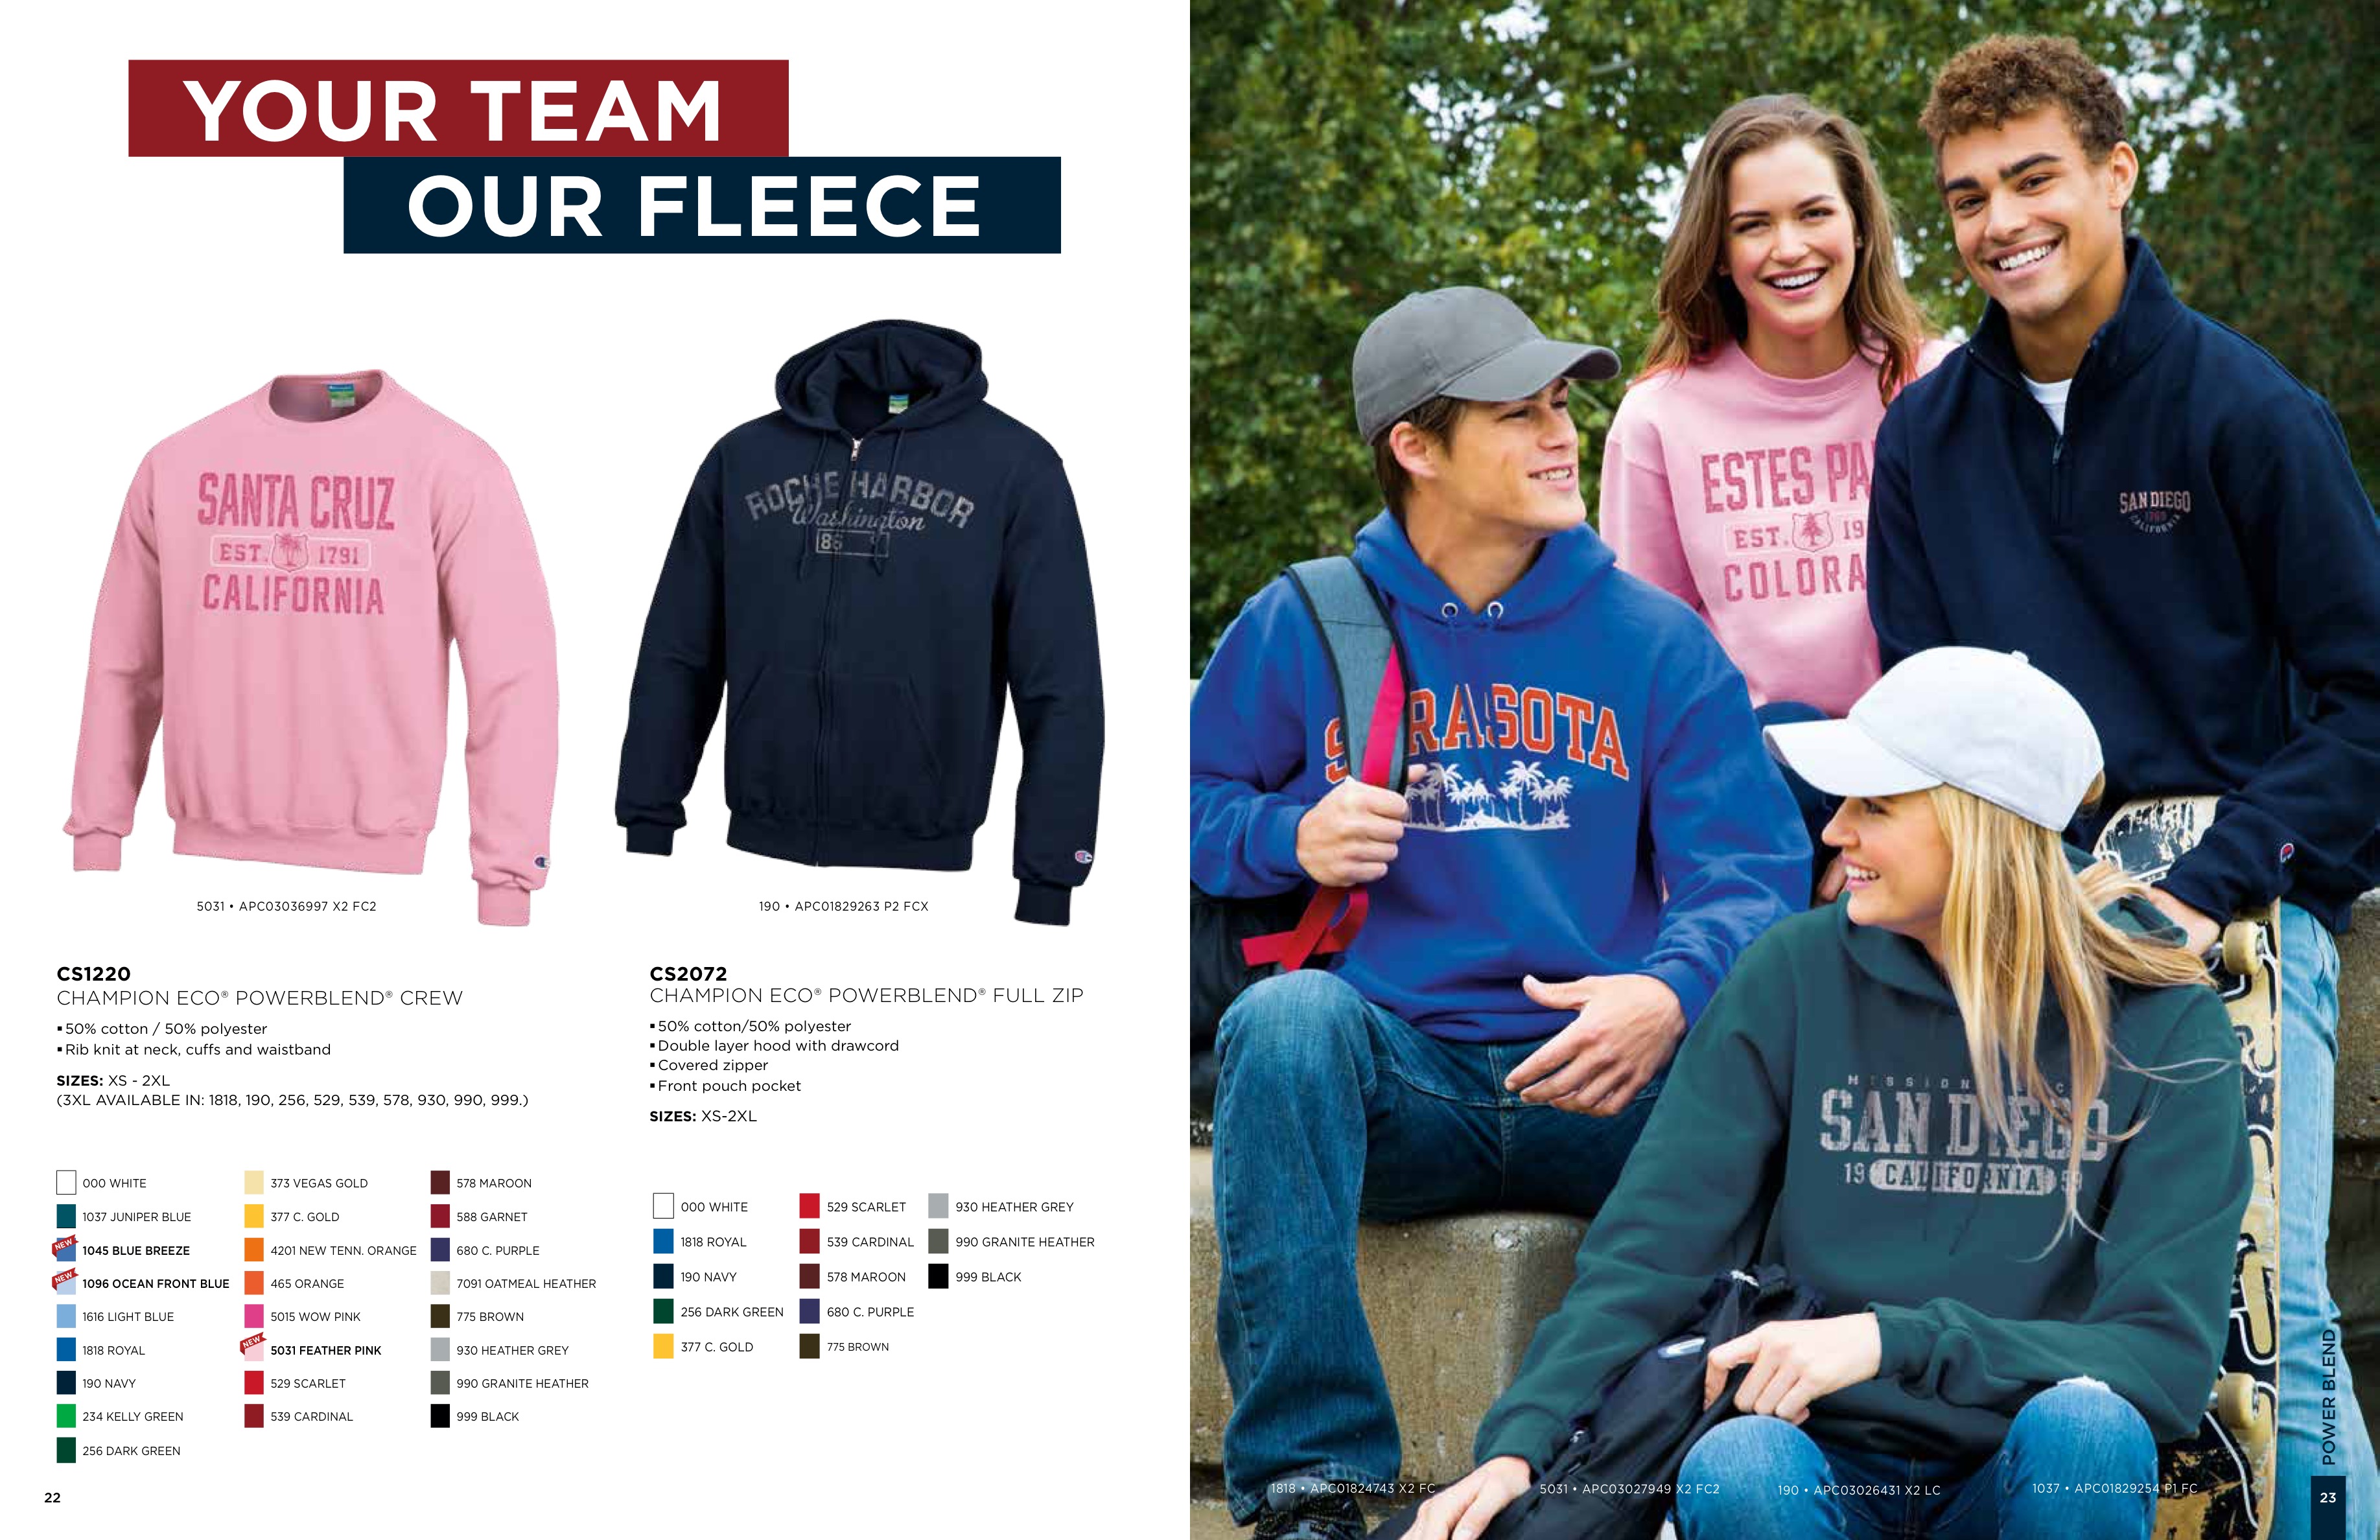 YOUR TEAM
OUR FLEECE
SANTA CRUZ
EST. 1791
CALIFORNIA
5031 • APC03036997 X2 FC2
ROCHE HARBOR
Washington
190 • APC01829263 P2 FCX
CS1220
CHAMPION ECO® POWERBLEND® CREW
▪ 50% cotton / 50% polyester
▪ Rib knit at neck, cuffs and waistband
SIZES: XS - 2XL
(3XL AVAILABLE IN: 1818, 190, 256, 529, 539, 578, 930, 990, 999.)
000 WHITE
1037 JUNIPER BLUE
NEW 1045 BLUE BREEZE
NEW 1096 OCEAN FRONT BLUE
1616 LIGHT BLUE
1818 ROYAL
190 NAVY
234 KELLY GREEN
256 DARK GREEN
373 VEGAS GOLD
377 C. GOLD
4201 NEW TENN. ORANGE
465 ORANGE
5015 WOW PINK
NEW 5031 FEATHER PINK
529 SCARLET
539 CARDINAL
578 MAROON
588 GARNET
680 C. PURPLE
7091 OATMEAL HEATHER
775 BROWN
930 HEATHER GREY
990 GRANITE HEATHER
999 BLACK
CS2072
CHAMPION ECO® POWERBLEND® FULL ZIP
▪ 50% cotton/50% polyester
▪ Double layer hood with drawcord
▪ Covered zipper
▪ Front pouch pocket
SIZES: XS-2XL
000 WHITE
1818 ROYAL
190 NAVY
256 DARK GREEN
377 C. GOLD
529 SCARLET
539 CARDINAL
578 MAROON
680 C. PURPLE
775 BROWN
930 HEATHER GREY
990 GRANITE HEATHER
999 BLACK
22
ESTES PA
EST. 19
COLORA
SAN DIEGO
CALIFORNIA
SARASOTA
SAN DIEGO
CALIFORNIA
1818 • APC01824743 X2 FC
5031 • APC03027949 X2 FC2
190 • APC03026431 X2 LC
1037 • APC01829254 P1 FC
POWER BLEND
23